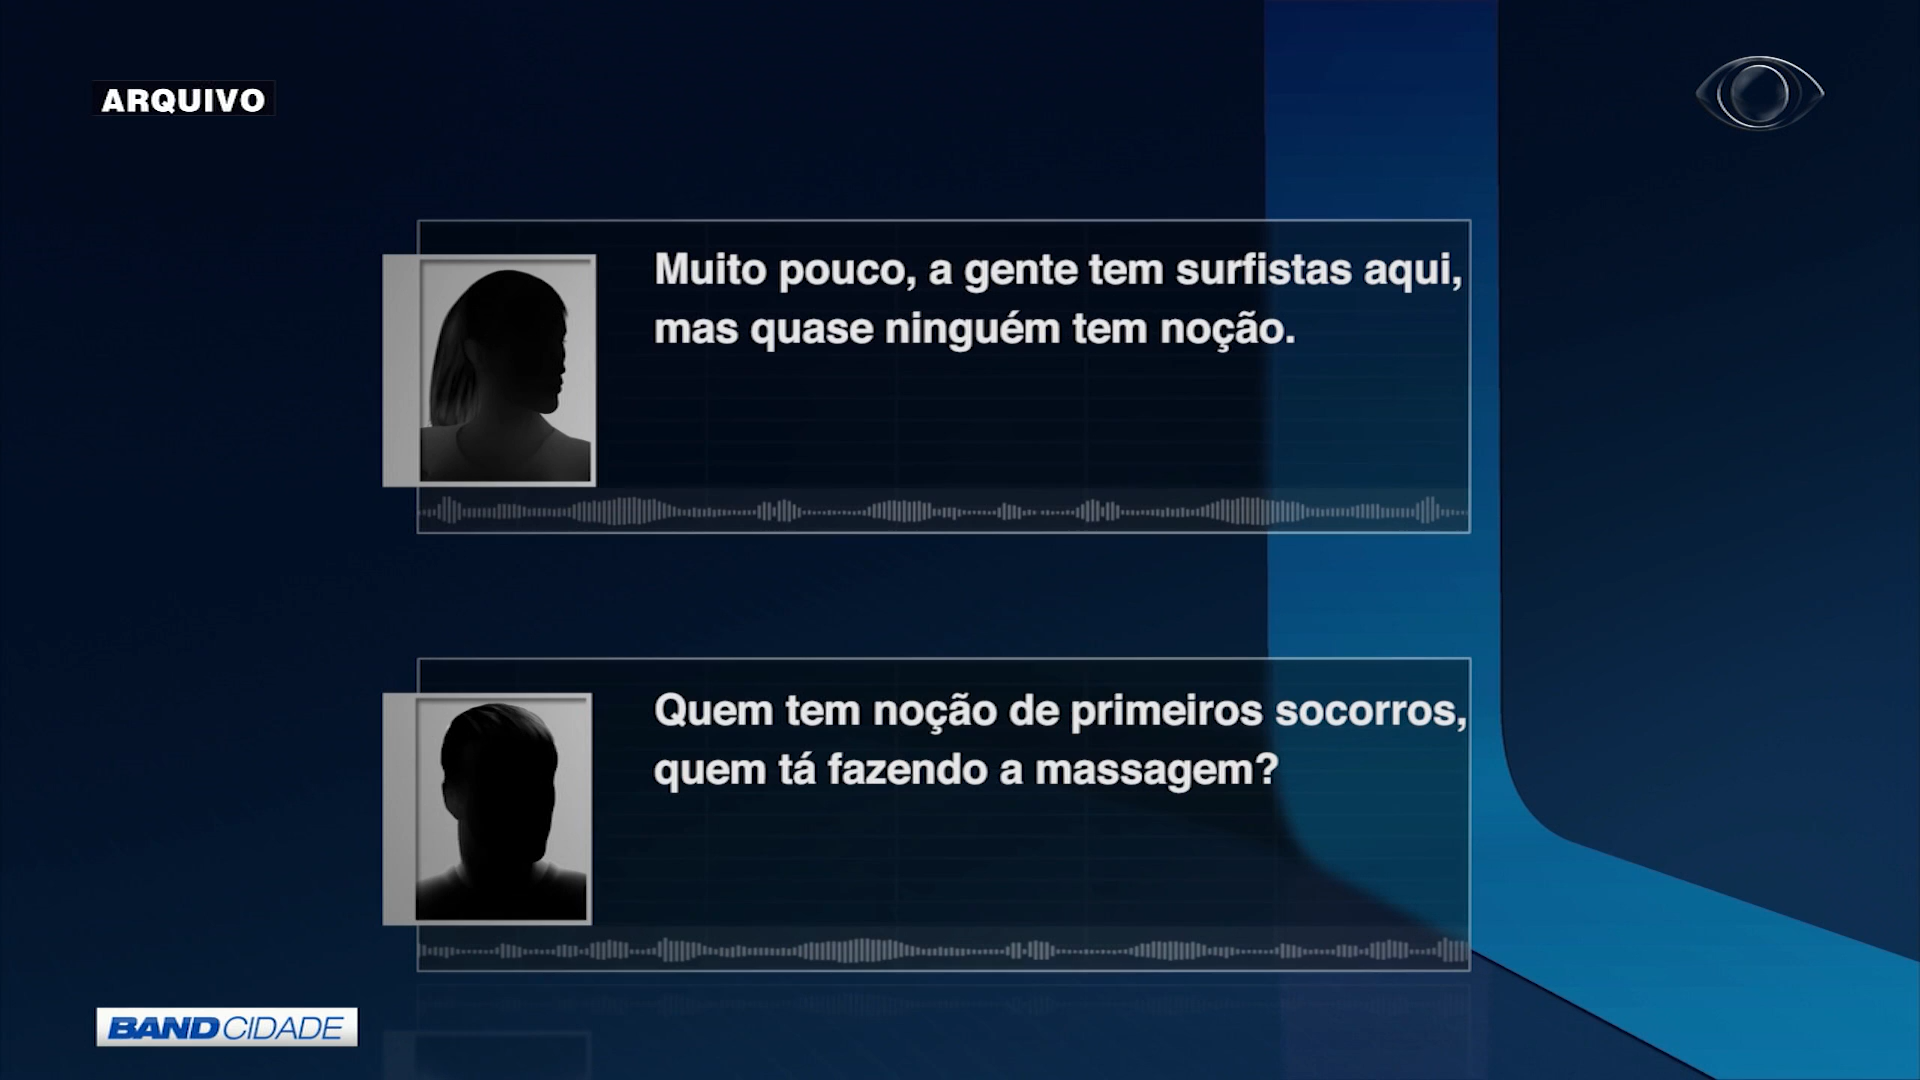 ARQUIVO
Muito pouco, a gente tem surfistas aqui,
mas quase ninguém tem noção.
Quem tem noção de primeiros socorros,
quem tá fazendo a massagem?
BAND CIDADE